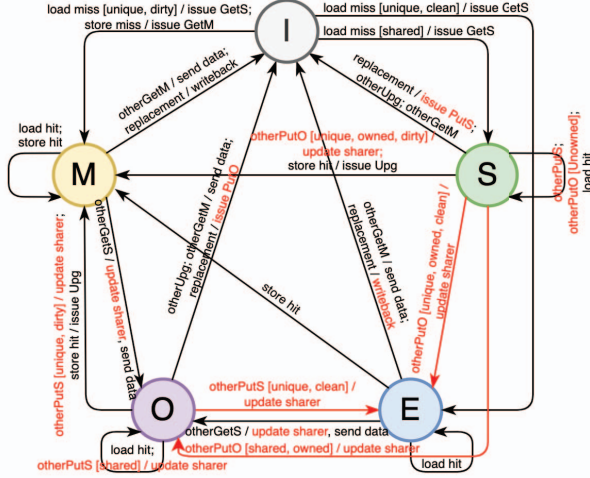 load miss [unique, dirty] / issue GetS;
store miss / issue GetM
load miss [unique, clean] / issue GetS
load miss [shared] / issue GetS
I
otherGetM / send data;
replacement / writeback
replacement / issue PutS;
otherUpg; otherGetM
load hit;
store hit
otherPutO [unique, owned, dirty] /
update sharer;
store hit / issue Upg
M
S
otherPutS;
otherPutO [Unowned];
load hit
otherGetS / update sharer, send data
otherUpg; otherGetM / send data;
replacement / issue PutO
otherGetM / send data;
replacement / writeback
otherPutO [unique, owned, clean] /
update sharer
otherPutS [unique, dirty] / update sharer;
store hit / issue Upg
store hit
otherPutS [unique, clean] /
update sharer
O
E
otherGetS / update sharer, send data
otherPutO [shared, owned] / update sharer
load hit;
otherPutS [shared] / update sharer
load hit